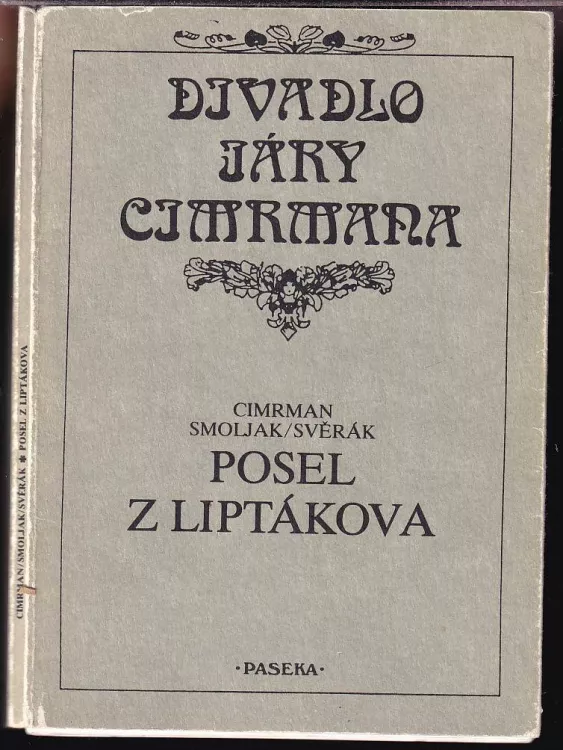 DIVADLO
JÁRY
CIMRMANA
CIMRMAN
SMOLJAK/SVĚRÁK
POSEL
Z LIPTÁKOVA
·PASEKA·
CIMRMAN/SMOLJAK/SVĚRÁK * POSEL Z LIPTÁKOVA